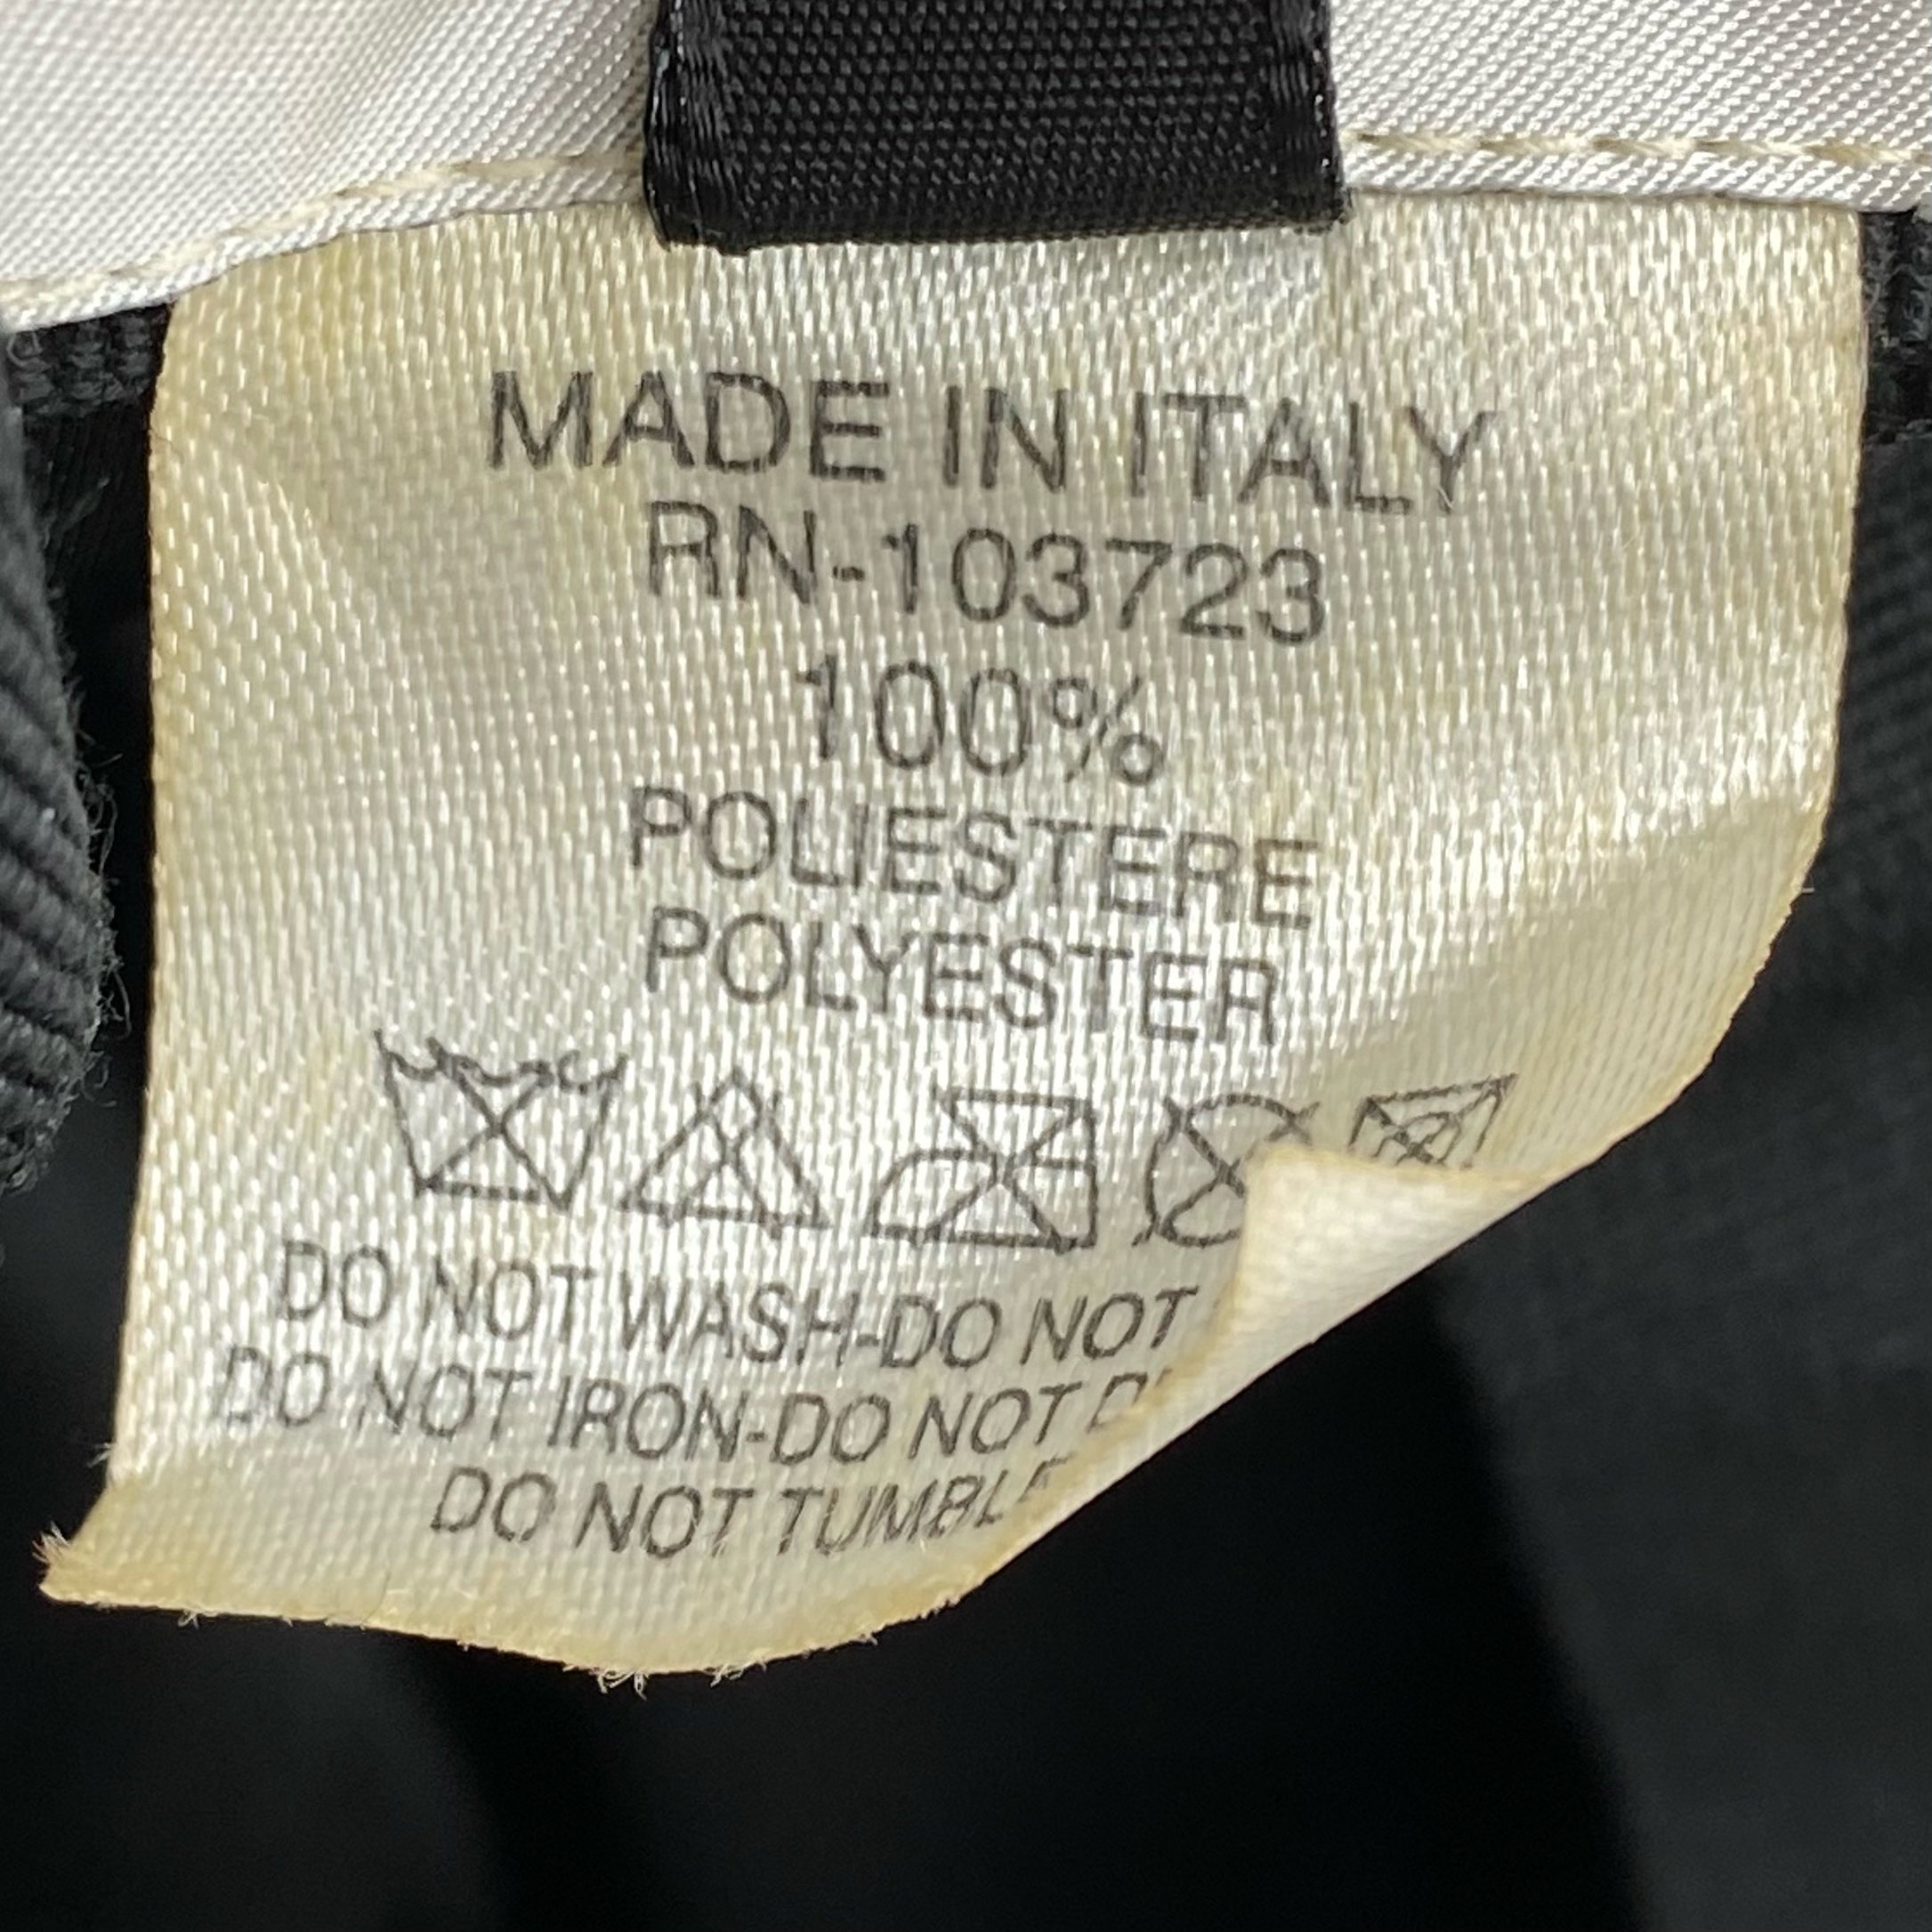 MADE IN ITALY
RN-103723
100%
POLIESTERE
POLYESTER
DO NOT WASH-DO NOT
DO NOT IRON-DO NOT
DO NOT TUMBLE